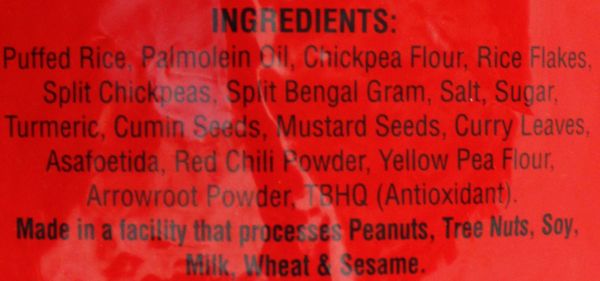 INGREDIENTS:
Puffed Rice, Palmolein Oil, Chickpea Flour, Rice Flakes,
Split Chickpeas, Split Bengal Gram, Salt, Sugar,
Turmeric, Cumin Seeds, Mustard Seeds, Curry Leaves,
Asafoetida, Red Chili Powder, Yellow Pea Flour,
Arrowroot Powder, TBHQ (Antioxidant).
Made in a facility that processes Peanuts, Tree Nuts, Soy,
Milk, Wheat & Sesame.